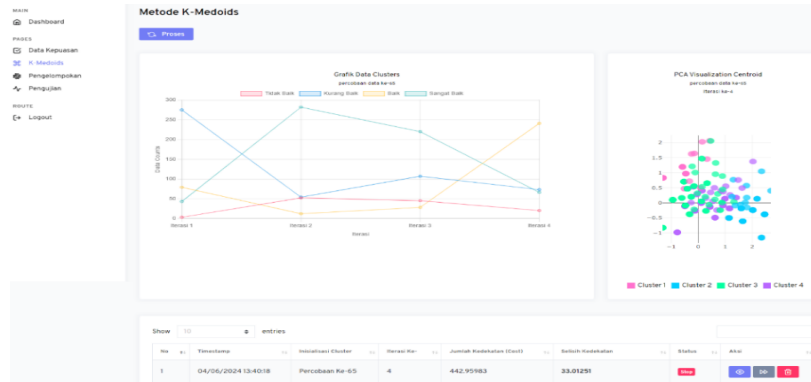 MAIN
Dashboard
PAGES
Data Kepuasan
K-Medoids
Pengelompokan
Pengujian
ROUTE
Logout
Metode K-Medoids
Proses
Grafik Data Clusters
percobaan data ke-65
Tidak Baik Kurang Baik Baik Sangat Baik
300
250
200
150
100
50
0
Data Counts
Iterasi 1 Iterasi 2 Iterasi 3 Iterasi 4
Iterasi
PCA Visualization Centroid
percobaan data ke-65
Iterasi ke-4
2
1.5
1
0.5
0
−0.5
−1
−1 0 1 2
Cluster 1 Cluster 2 Cluster 3 Cluster 4
Show 10 entries
No Timestamp Inisialisasi Cluster Iterasi Ke- Jumlah Kedekatan (Cost) Selisih Kedekatan Status Aksi
1 04/06/2024 13:40:18 Percobaan Ke-65 4 442.95983 33.01251 Stop